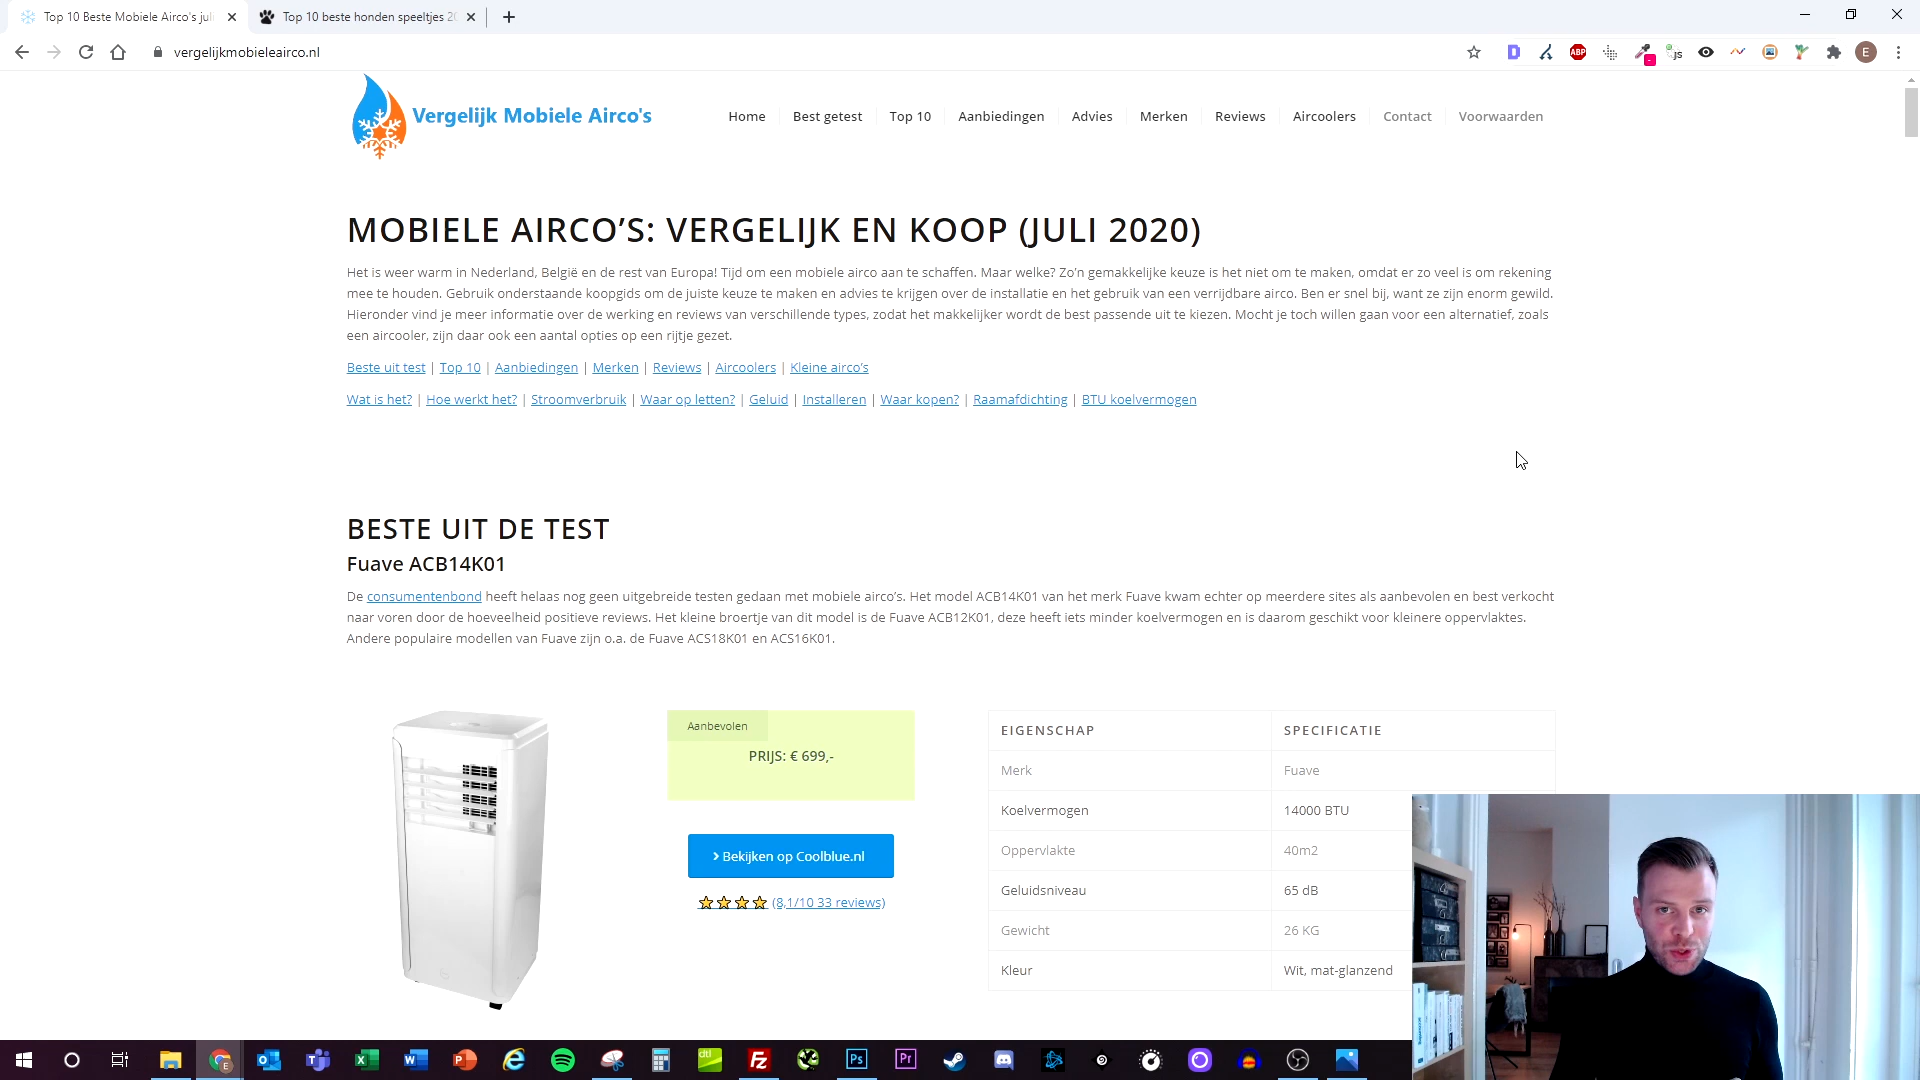 Top 10 Beste Mobiele Airco's juli
Top 10 beste honden speeltjes 20
vergelijkmobieleairco.nl
ABP
JS
E
Vergelijk Mobiele Airco's
Home
Best getest
Top 10
Aanbiedingen
Advies
Merken
Reviews
Aircoolers
Contact
Voorwaarden
MOBIELE AIRCO’S: VERGELIJK EN KOOP (JULI 2020)
Het is weer warm in Nederland, België en de rest van Europa! Tijd om een mobiele airco aan te schaffen. Maar welke? Zo’n gemakkelijke keuze is het niet om te maken, omdat er zo veel is om rekening
mee te houden. Gebruik onderstaande koopgids om de juiste keuze te maken en advies te krijgen over de installatie en het gebruik van een verrijdbare airco. Ben er snel bij, want ze zijn enorm gewild.
Hieronder vind je meer informatie over de werking en reviews van verschillende types, zodat het makkelijker wordt de best passende uit te kiezen. Mocht je toch willen gaan voor een alternatief, zoals
een aircooler, zijn daar ook een aantal opties op een rijtje gezet.
Beste uit test | Top 10 | Aanbiedingen | Merken | Reviews | Aircoolers | Kleine airco’s
Wat is het? | Hoe werkt het? | Stroomverbruik | Waar op letten? | Geluid | Installeren | Waar kopen? | Raamafdichting | BTU koelvermogen
BESTE UIT DE TEST
Fuave ACB14K01
De consumentenbond heeft helaas nog geen uitgebreide testen gedaan met mobiele airco’s. Het model ACB14K01 van het merk Fuave kwam echter op meerdere sites als aanbevolen en best verkocht
naar voren door de hoeveelheid positieve reviews. Het kleine broertje van dit model is de Fuave ACB12K01, deze heeft iets minder koelvermogen en is daarom geschikt voor kleinere oppervlaktes.
Andere populaire modellen van Fuave zijn o.a. de Fuave ACS18K01 en ACS16K01.
Aanbevolen
PRIJS: € 699,-
› Bekijken op Coolblue.nl
(8,1/10 33 reviews)
EIGENSCHAP SPECIFICATIE
Merk Fuave
Koelvermogen 14000 BTU
Oppervlakte 40m2
Geluidsniveau 65 dB
Gewicht 26 KG
Kleur Wit, mat-glanzend
dtl
Fz
Ps
Pr